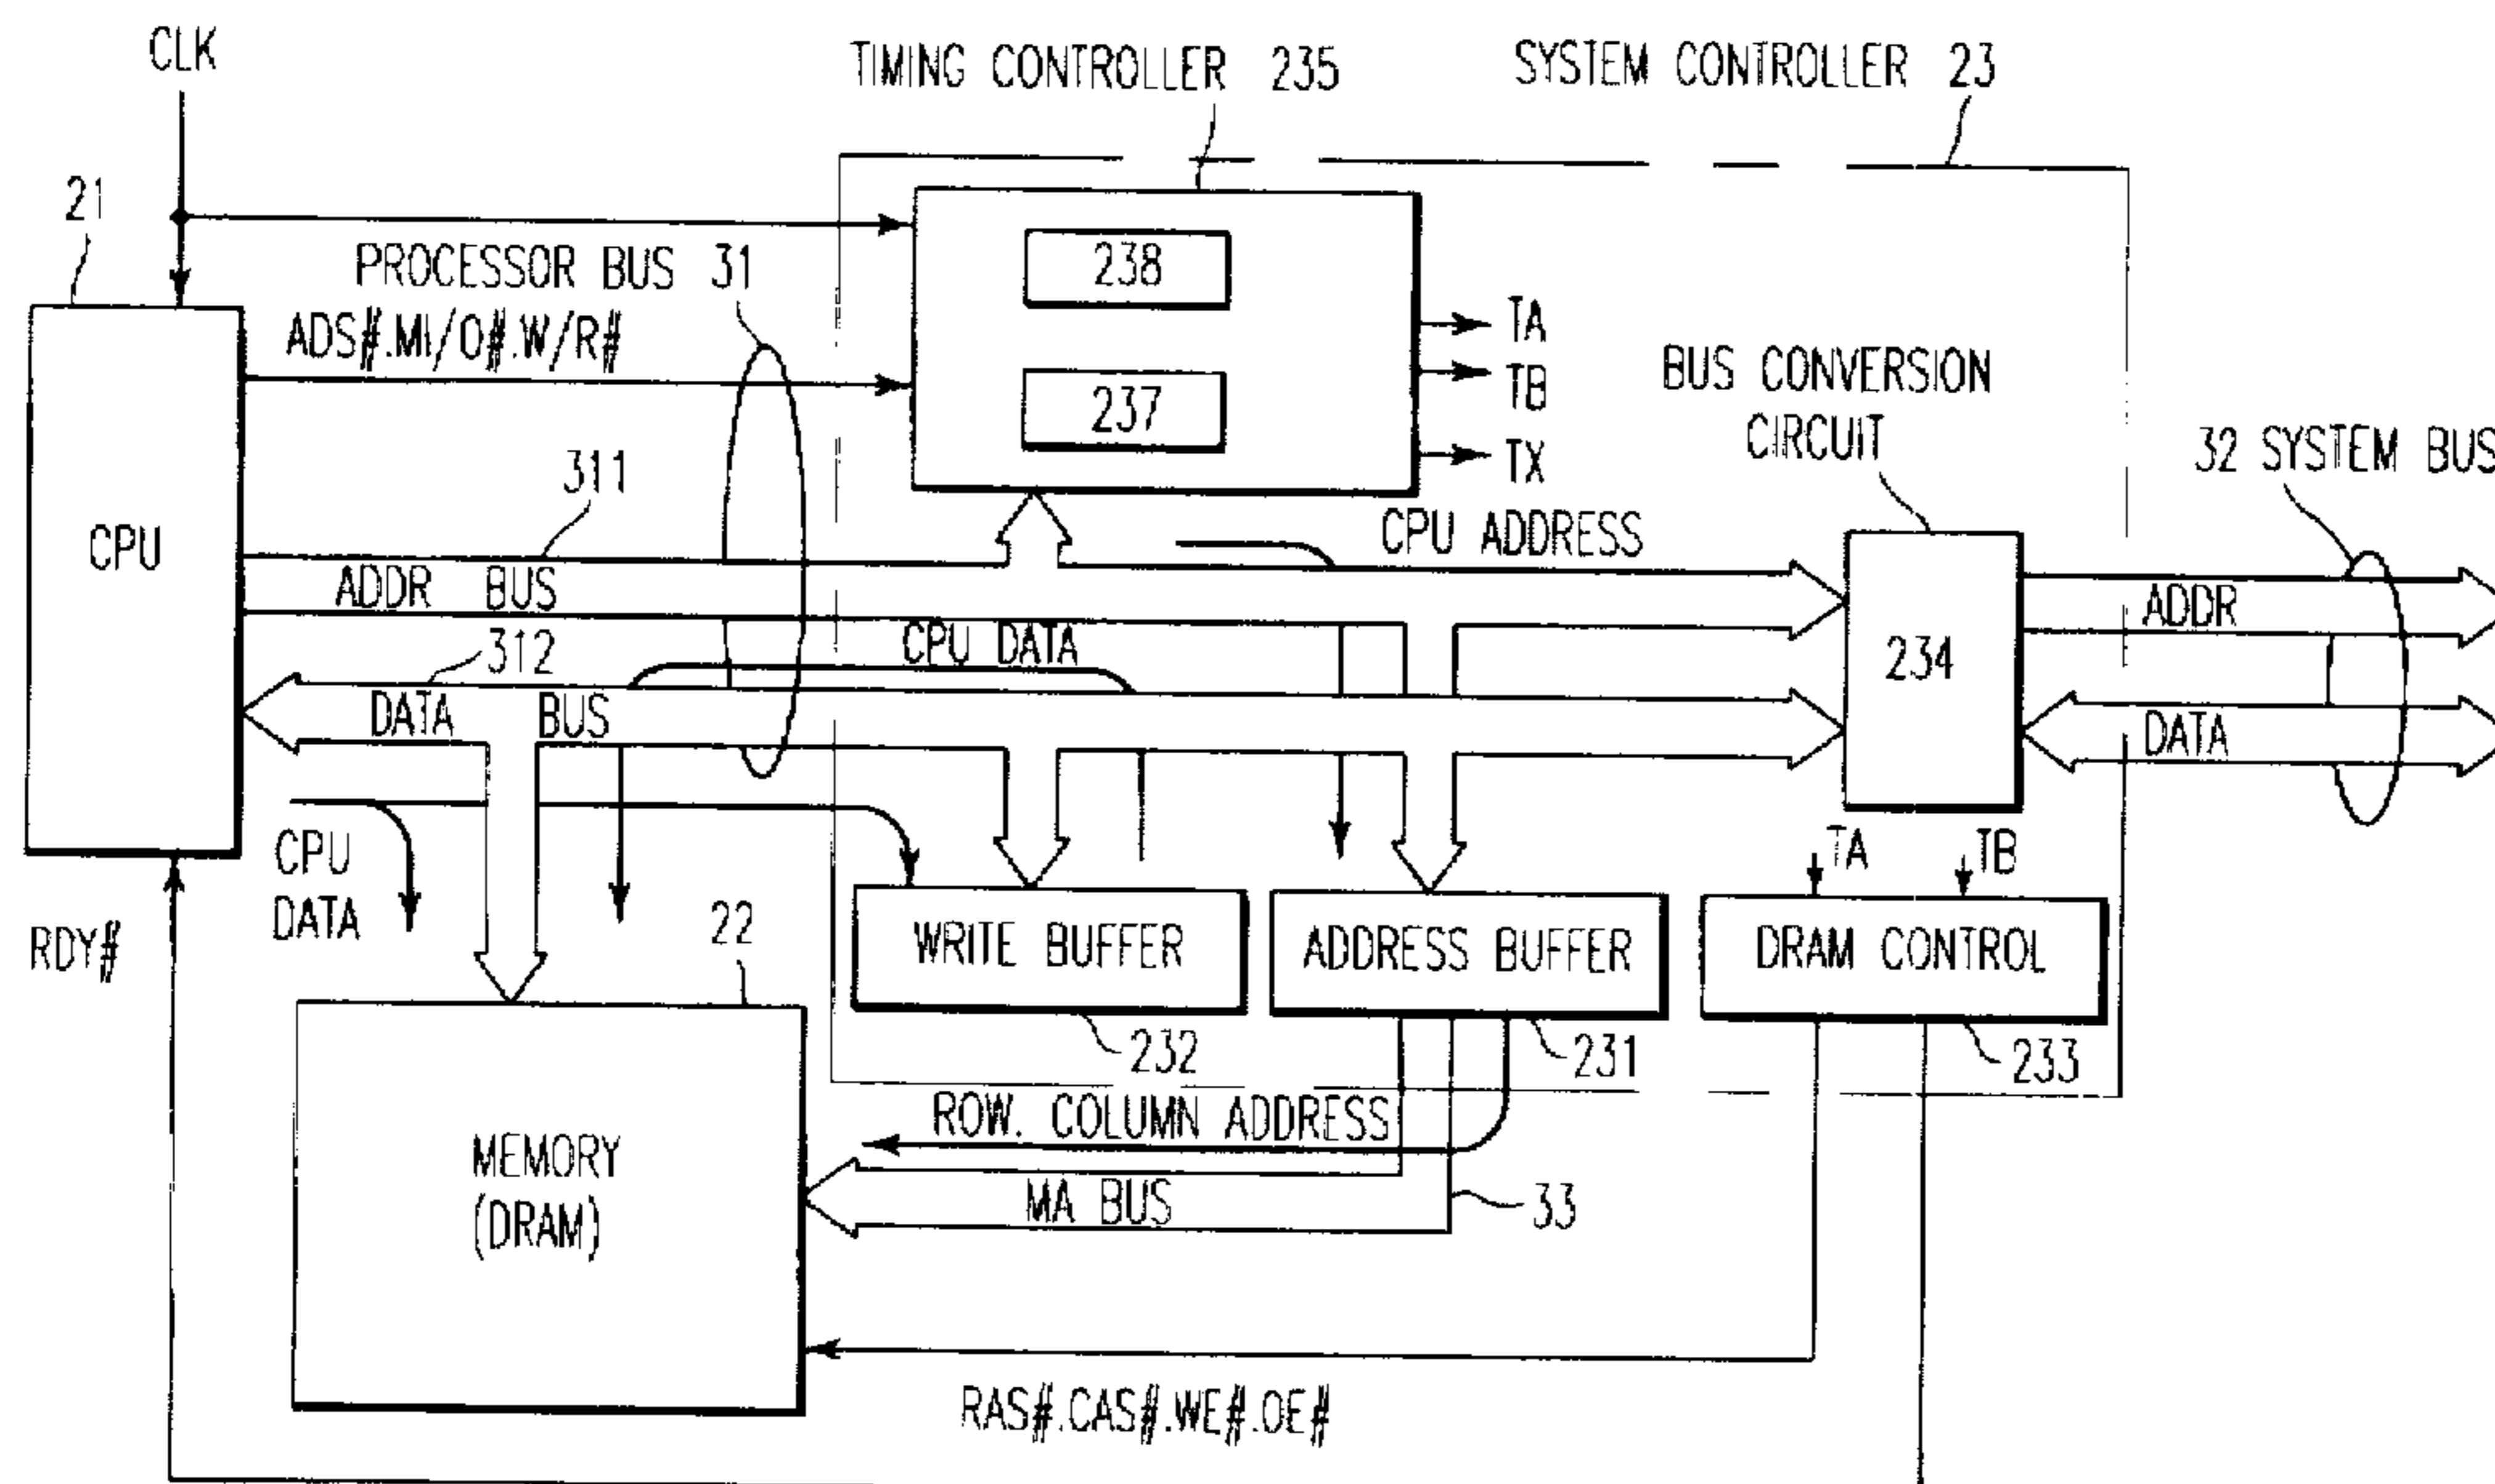 CLK
TIMING CONTROLLER 235
SYSTEM CONTROLLER 23
21
PROCESSOR BUS 31
238
ADS#.MI/O#.W/R#
TA
TB
TX
237
BUS CONVERSION
CIRCUIT
32 SYSTEM BUS
311
CPU ADDRESS
CPU
ADDR BUS
ADDR
312
CPU DATA
234
DATA BUS
DATA
CPU
DATA
TA
TB
RDY#
22
WRITE BUFFER
ADDRESS BUFFER
DRAM CONTROL
232
231
233
ROW. COLUMN ADDRESS
MEMORY
(DRAM)
MA BUS
33
RAS#.CAS#.WE#.OE#